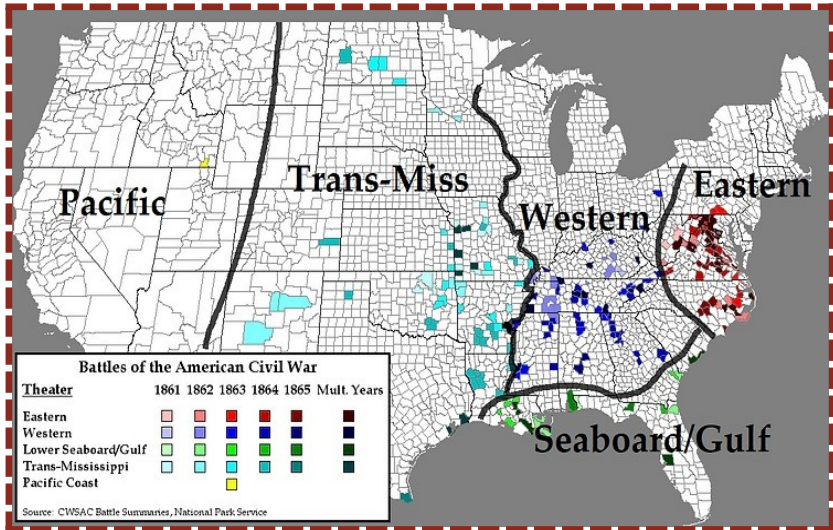 Pacific
Trans-Miss
Western
Eastern
Seaboard/Gulf
Battles of the American Civil War
Theater 1861 1862 1863 1864 1865 Mult. Years
Eastern
Western
Lower Seaboard/Gulf
Trans-Mississippi
Pacific Coast
Source: CWSAC Battle Summaries, National Park Service